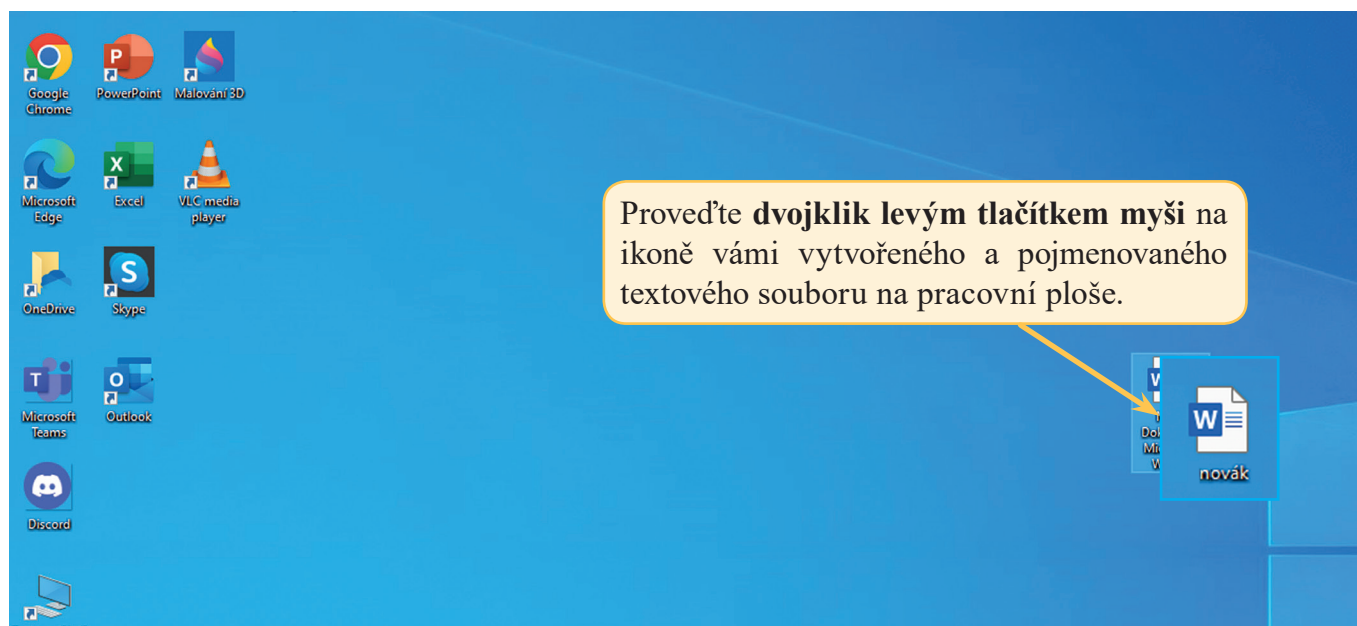 Google
Chrome
PowerPoint
Malování 3D
Microsoft
Edge
Excel
VLC media
player
OneDrive
Skype
Microsoft
Teams
Outlook
Discord
Proveďte dvojklik levým tlačítkem myši na
ikoně vámi vytvořeného a pojmenovaného
textového souboru na pracovní ploše.
novák